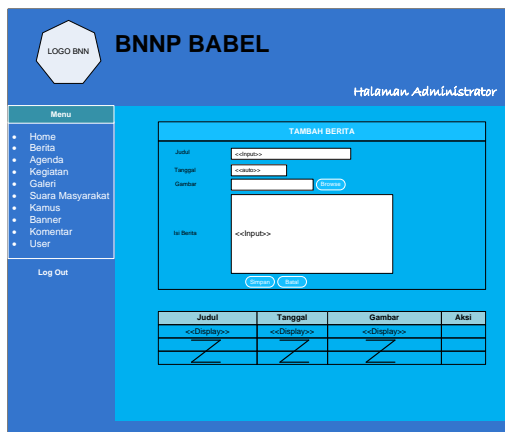 LOGO BNN
BNNP BABEL
Halaman Administrator
Menu
Home
Berita
Agenda
Kegiatan
Galeri
Suara Masyarakat
Kamus
Banner
Komentar
User
Log Out
TAMBAH BERITA
Judul <<Input>>
Tanggal <<auto>>
Gambar Browse
Isi Berita <<Input>>
Simpan Batal
Judul Tanggal Gambar Aksi
<<Display>> <<Display>> <<Display>>